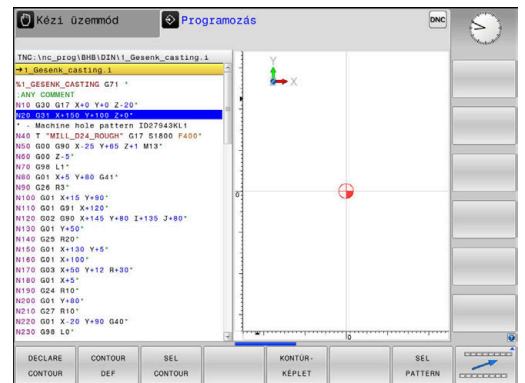 Kézi üzemmód
Programozás
DNC
TNC:\nc_prog\BHB\DIN\1_Gesenk_casting.i
→1_Gesenk_casting.i
%1_GESENK_CASTING G71 *
;ANY COMMENT
N10 G30 G17 X+0 Y+0 Z-20*
N20 G31 X+150 Y+100 Z+0*
* - Machine hole pattern ID27943KL1
N40 T "MILL_D24_ROUGH" G17 S1800 F400*
N50 G00 G90 X-25 Y+65 Z+1 M13*
N60 G00 Z-5*
N70 G98 L1*
N80 G01 X+5 Y+80 G41*
N90 G26 R3*
N100 G01 X+15 Y+90*
N110 G01 G91 X+120*
N120 G02 G90 X+145 Y+80 I+135 J+80*
N130 G01 Y+50*
N140 G25 R20*
N150 G01 X+130 Y+5*
N160 G01 X+100*
N170 G03 X+50 Y+12 R+30*
N180 G01 X+5*
N190 G24 R10*
N200 G01 Y+80*
N210 G27 R10*
N220 G01 X-20 Y+90 G40*
N230 G98 L0*
Y
X
0
0
DECLARE CONTOUR
CONTOUR DEF
SEL CONTOUR
KONTÚR-KÉPLET
SEL PATTERN